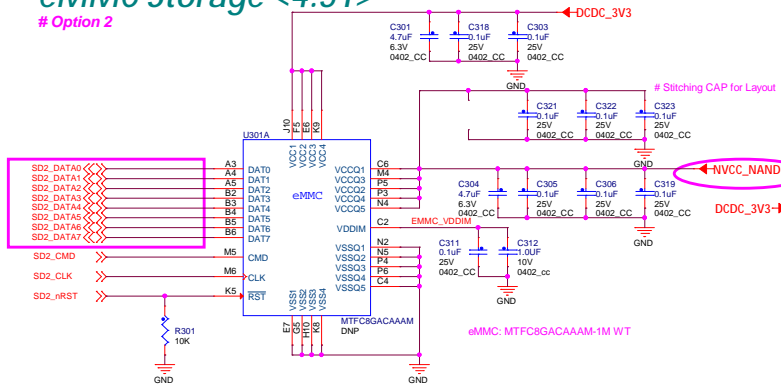 eMMC Storage <4.51>
# Option 2
DCDC_3V3
C301
4.7uF
6.3V
0402_CC
C318
0.1uF
25V
0402_CC
C303
0.1uF
25V
0402_CC
GND
# Stitching CAP for Layout
C321
0.1uF
25V
0402_CC
C322
0.1uF
25V
0402_CC
C323
0.1uF
25V
0402_CC
GND
J10
F5
E6
K9
U301A
VCC1
VCC2
VCC3
VCC4
SD2_DATA0
SD2_DATA1
SD2_DATA2
SD2_DATA3
SD2_DATA4
SD2_DATA5
SD2_DATA6
SD2_DATA7
A3
A4
A5
B2
B3
B4
B5
B6
DAT0
DAT1
DAT2
DAT3
DAT4
DAT5
DAT6
DAT7
eMMC
VCCQ1
VCCQ3
VCCQ2
VCCQ4
VCCQ5
C6
M4
P5
P3
N4
NVCC_NAND
DCDC_3V3
C304
4.7uF
6.3V
0402_CC
C305
0.1uF
25V
0402_CC
C306
0.1uF
25V
0402_CC
C319
0.1uF
25V
0402_CC
GND
VDDIM
C2
EMMC_VDDIM
C311
0.1uF
25V
0402_CC
C312
1.0UF
10V
0402_cc
GND
VSSQ1
VSSQ2
VSSQ3
VSSQ4
VSSQ5
N2
N5
P4
P6
C4
SD2_CMD
M5
CMD
SD2_CLK
M6
CLK
SD2_nRST
K5
RST
VSS1
VSS2
VSS3
VSS4
E7
G5
H10
K8
MTFC8GACAAAM
DNP
R301
10K
GND
GND
eMMC: MTFC8GACAAAM-1M WT